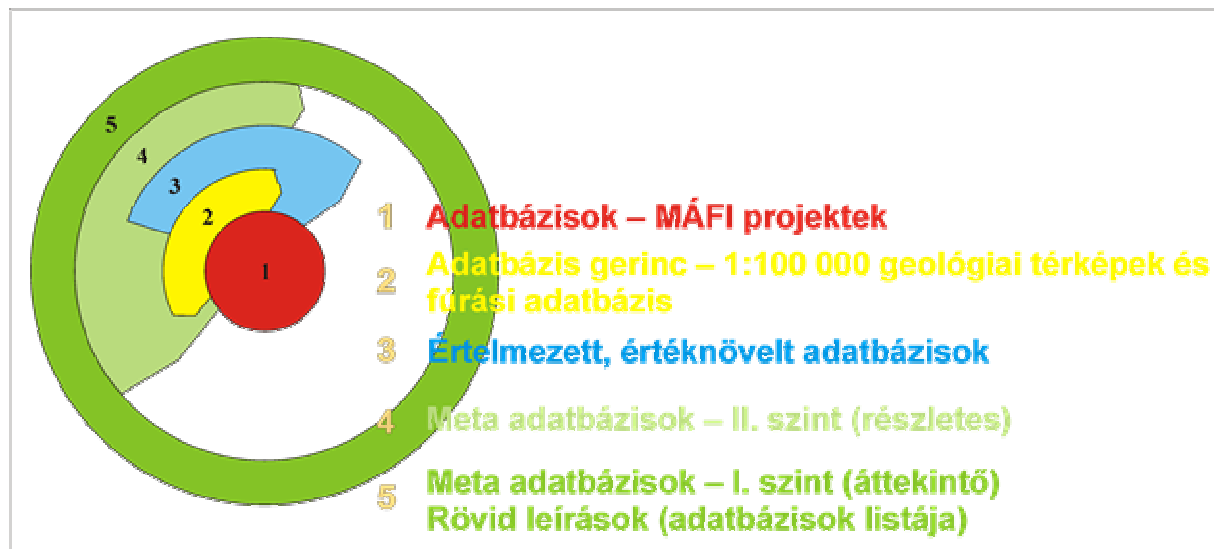 5
4
3
2
1
1 Adatbázisok – MÁFI projektek
2 Adatbázis gerinc – 1:100 000 geológiai térképek és
fúrási adatbázis
3 Értelmezett, értéknövelt adatbázisok
4 Meta adatbázisok – II. szint (részletes)
5 Meta adatbázisok – I. szint (áttekintő)
Rövid leírások (adatbázisok listája)